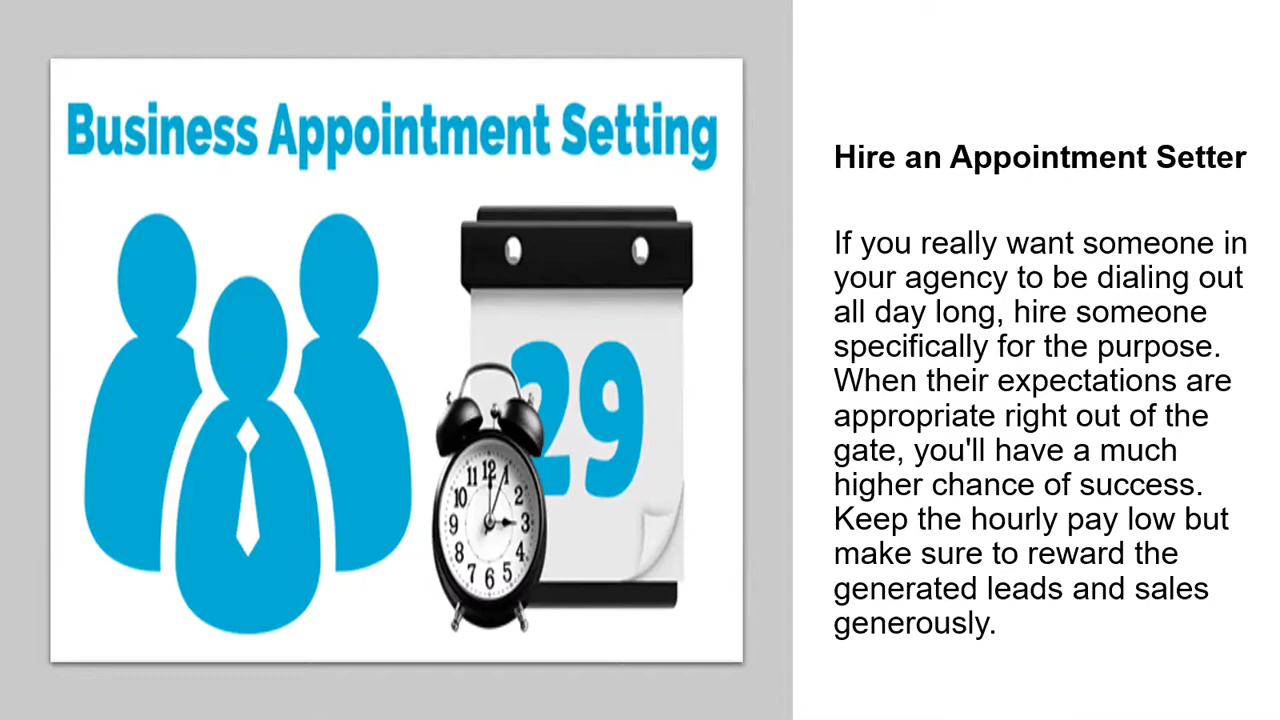 Business Appointment Setting
29
11 12 1
10 2
9 3
8 4
7 6 5
Hire an Appointment Setter
If you really want someone in
your agency to be dialing out
all day long, hire someone
specifically for the purpose.
When their expectations are
appropriate right out of the
gate, you'll have a much
higher chance of success.
Keep the hourly pay low but
make sure to reward the
generated leads and sales
generously.